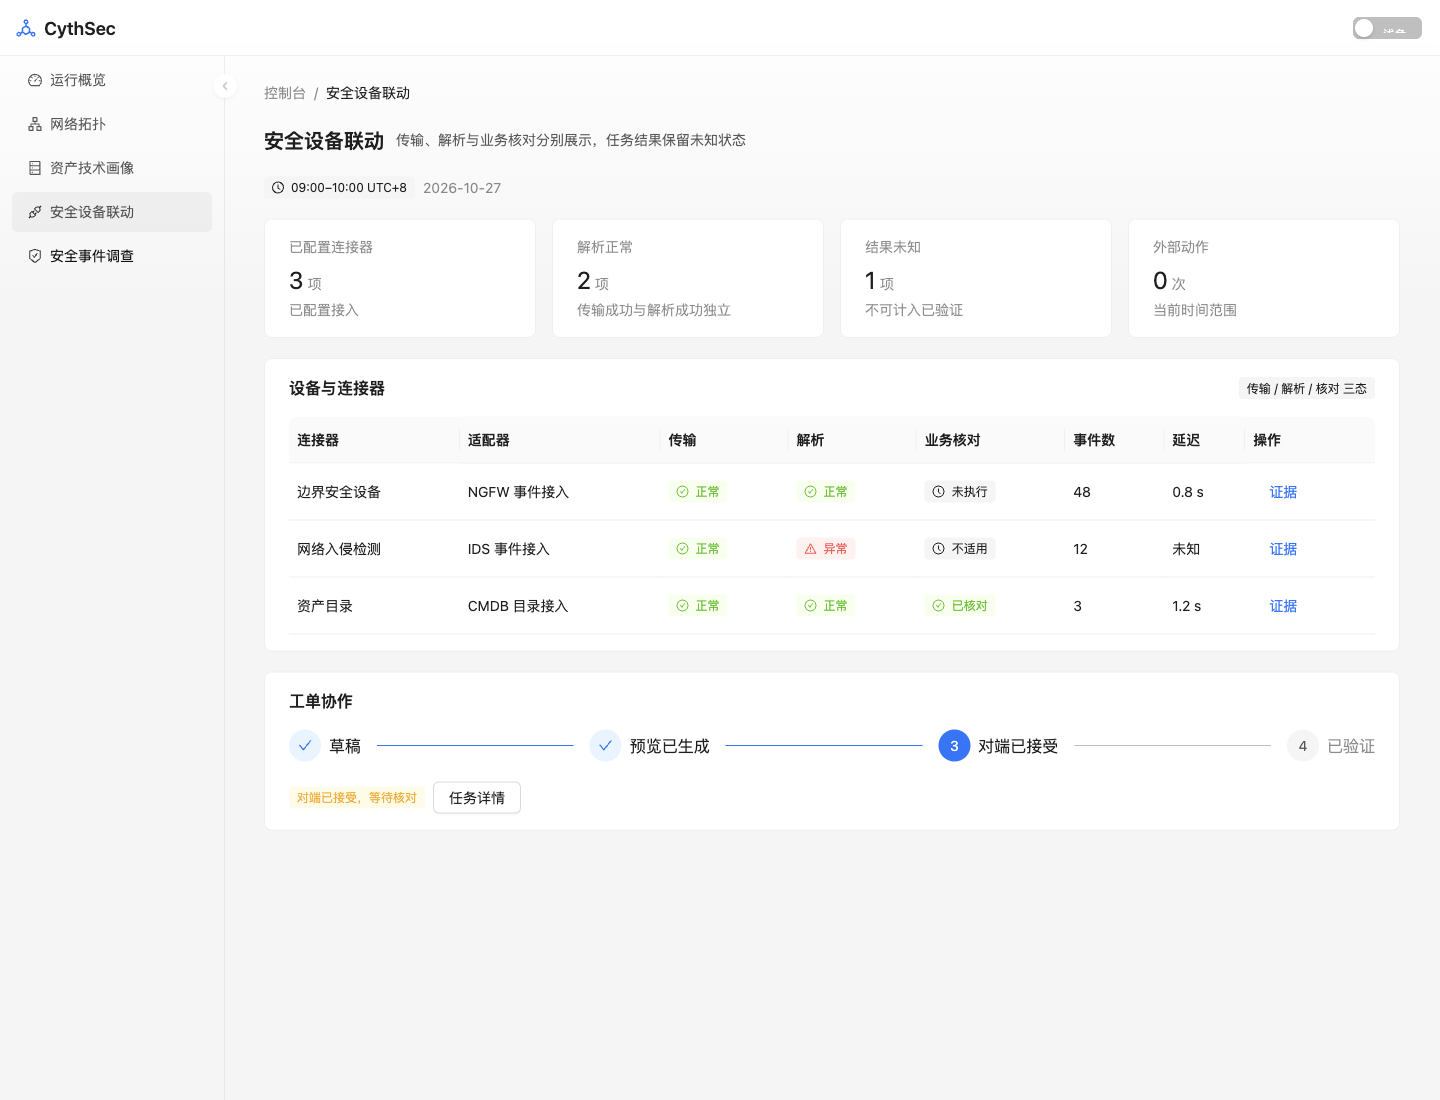 CythSec
运行概览
网络拓扑
资产技术画像
安全设备联动
安全事件调查
控制台 / 安全设备联动
安全设备联动 传输、解析与业务核对分别展示，任务结果保留未知状态
09:00–10:00 UTC+8 2026-10-27
已配置连接器
3 项
已配置接入
解析正常
2 项
传输成功与解析成功独立
结果未知
1 项
不可计入已验证
外部动作
0 次
当前时间范围
设备与连接器 传输 / 解析 / 核对 三态
连接器 适配器 传输 解析 业务核对 事件数 延迟 操作
边界安全设备 NGFW 事件接入 正常 正常 未执行 48 0.8 s 证据
网络入侵检测 IDS 事件接入 正常 异常 不适用 12 未知 证据
资产目录 CMDB 目录接入 正常 正常 已核对 3 1.2 s 证据
工单协作
草稿 预览已生成 3 对端已接受 4 已验证
对端已接受，等待核对 任务详情